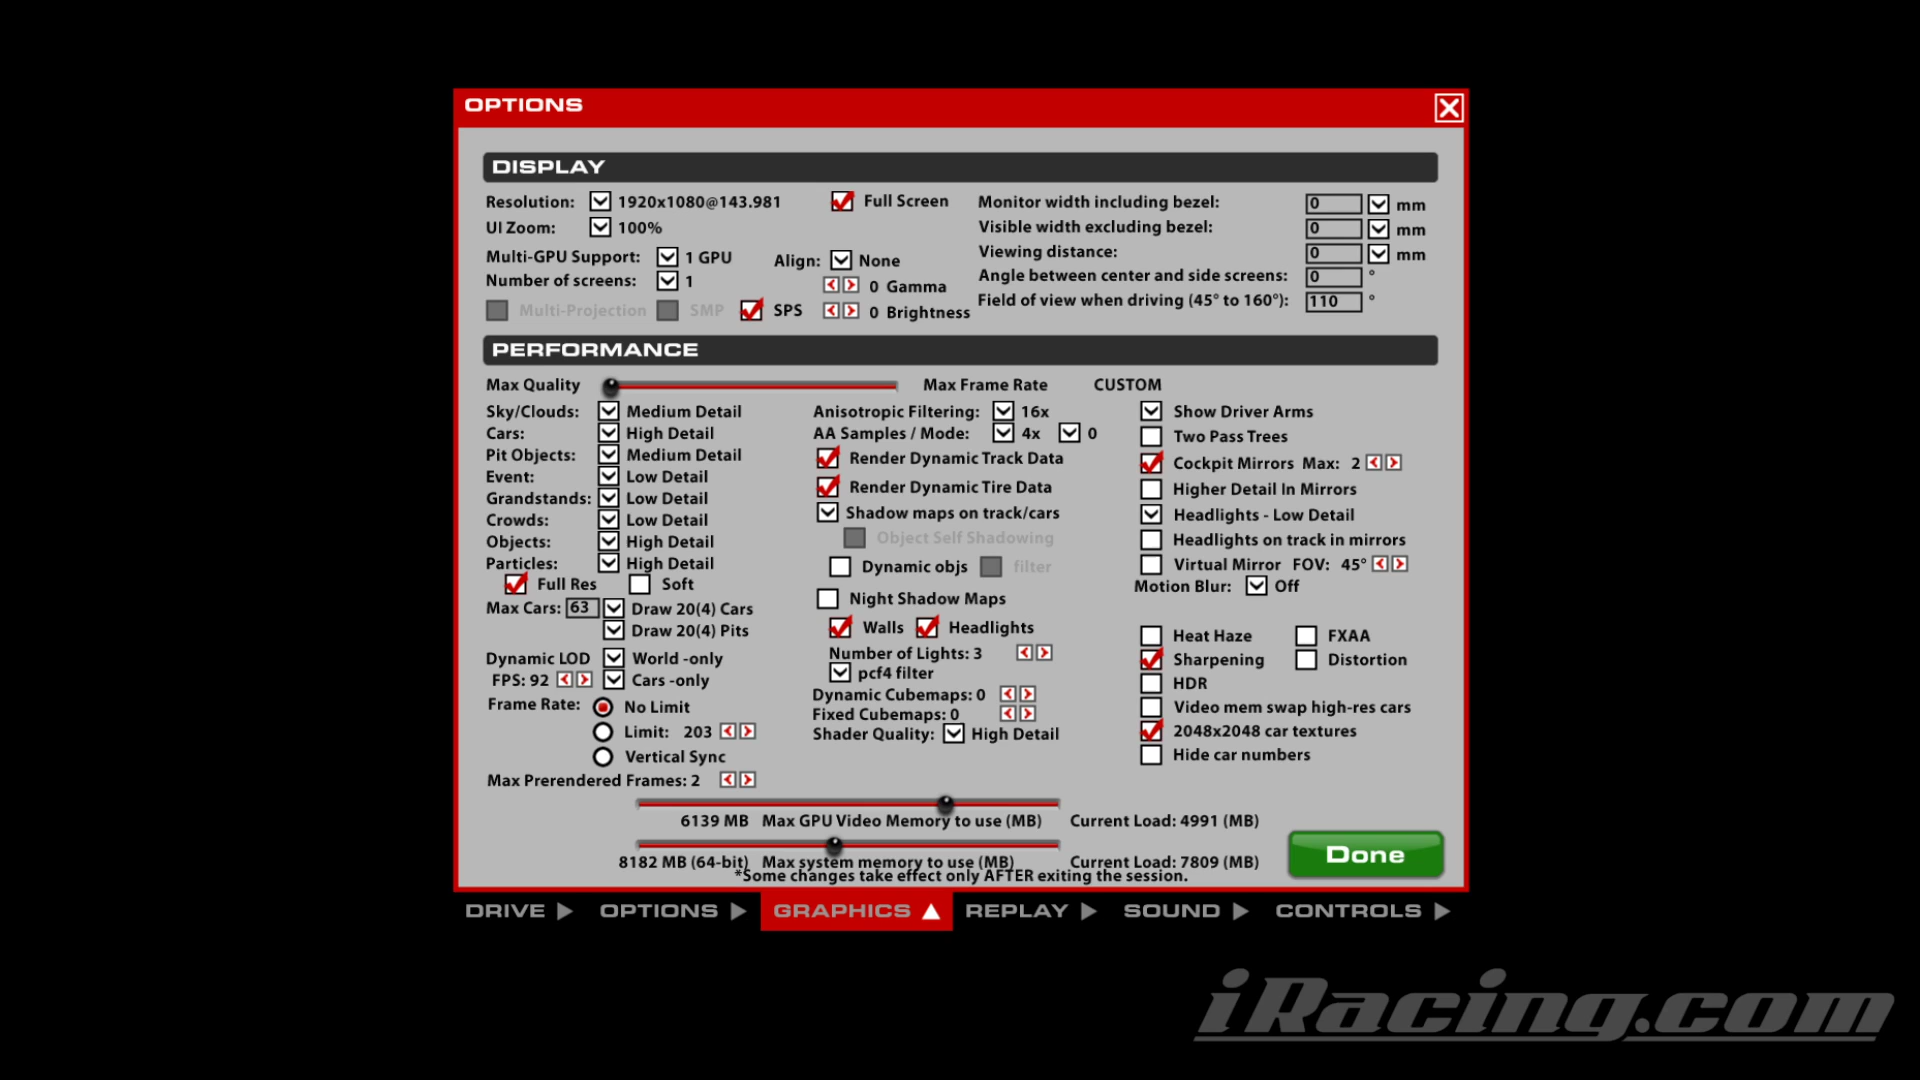 OPTIONS
DISPLAY
Resolution: 1920x1080@143.981 Full Screen Monitor width including bezel: 0 mm
UI Zoom: 100% Visible width excluding bezel: 0 mm
Multi-GPU Support: 1 GPU Align: None Viewing distance: 0 mm
Number of screens: 1 0 Gamma Angle between center and side screens: 0 °
Multi-Projection SMP SPS 0 Brightness Field of view when driving (45° to 160°): 110 °
PERFORMANCE
Max Quality Max Frame Rate CUSTOM
Sky/Clouds: Medium Detail Anisotropic Filtering: 16x Show Driver Arms
Cars: High Detail AA Samples / Mode: 4x 0 Two Pass Trees
Pit Objects: Medium Detail Render Dynamic Track Data Cockpit Mirrors Max: 2
Event: Low Detail Render Dynamic Tire Data Higher Detail In Mirrors
Grandstands: Low Detail Shadow maps on track/cars Headlights - Low Detail
Crowds: Low Detail Object Self Shadowing Headlights on track in mirrors
Objects: High Detail Dynamic objs filter Virtual Mirror FOV: 45°
Particles: High Detail Motion Blur: Off
Full Res Soft Night Shadow Maps
Max Cars: 63 Draw 20(4) Cars Walls Headlights Heat Haze FXAA
Draw 20(4) Pits Number of Lights: 3 Sharpening Distortion
Dynamic LOD World -only pcf4 filter HDR
FPS: 92 Cars -only Dynamic Cubemaps: 0 Video mem swap high-res cars
Frame Rate: No Limit Fixed Cubemaps: 0 2048x2048 car textures
Limit: 203 Shader Quality: High Detail Hide car numbers
Vertical Sync
Max Prerendered Frames: 2
6139 MB Max GPU Video Memory to use (MB) Current Load: 4991 (MB)
8182 MB (64-bit) Max system memory to use (MB) Current Load: 7809 (MB)
*Some changes take effect only AFTER exiting the session.
Done
DRIVE OPTIONS GRAPHICS REPLAY SOUND CONTROLS
iRacing.com